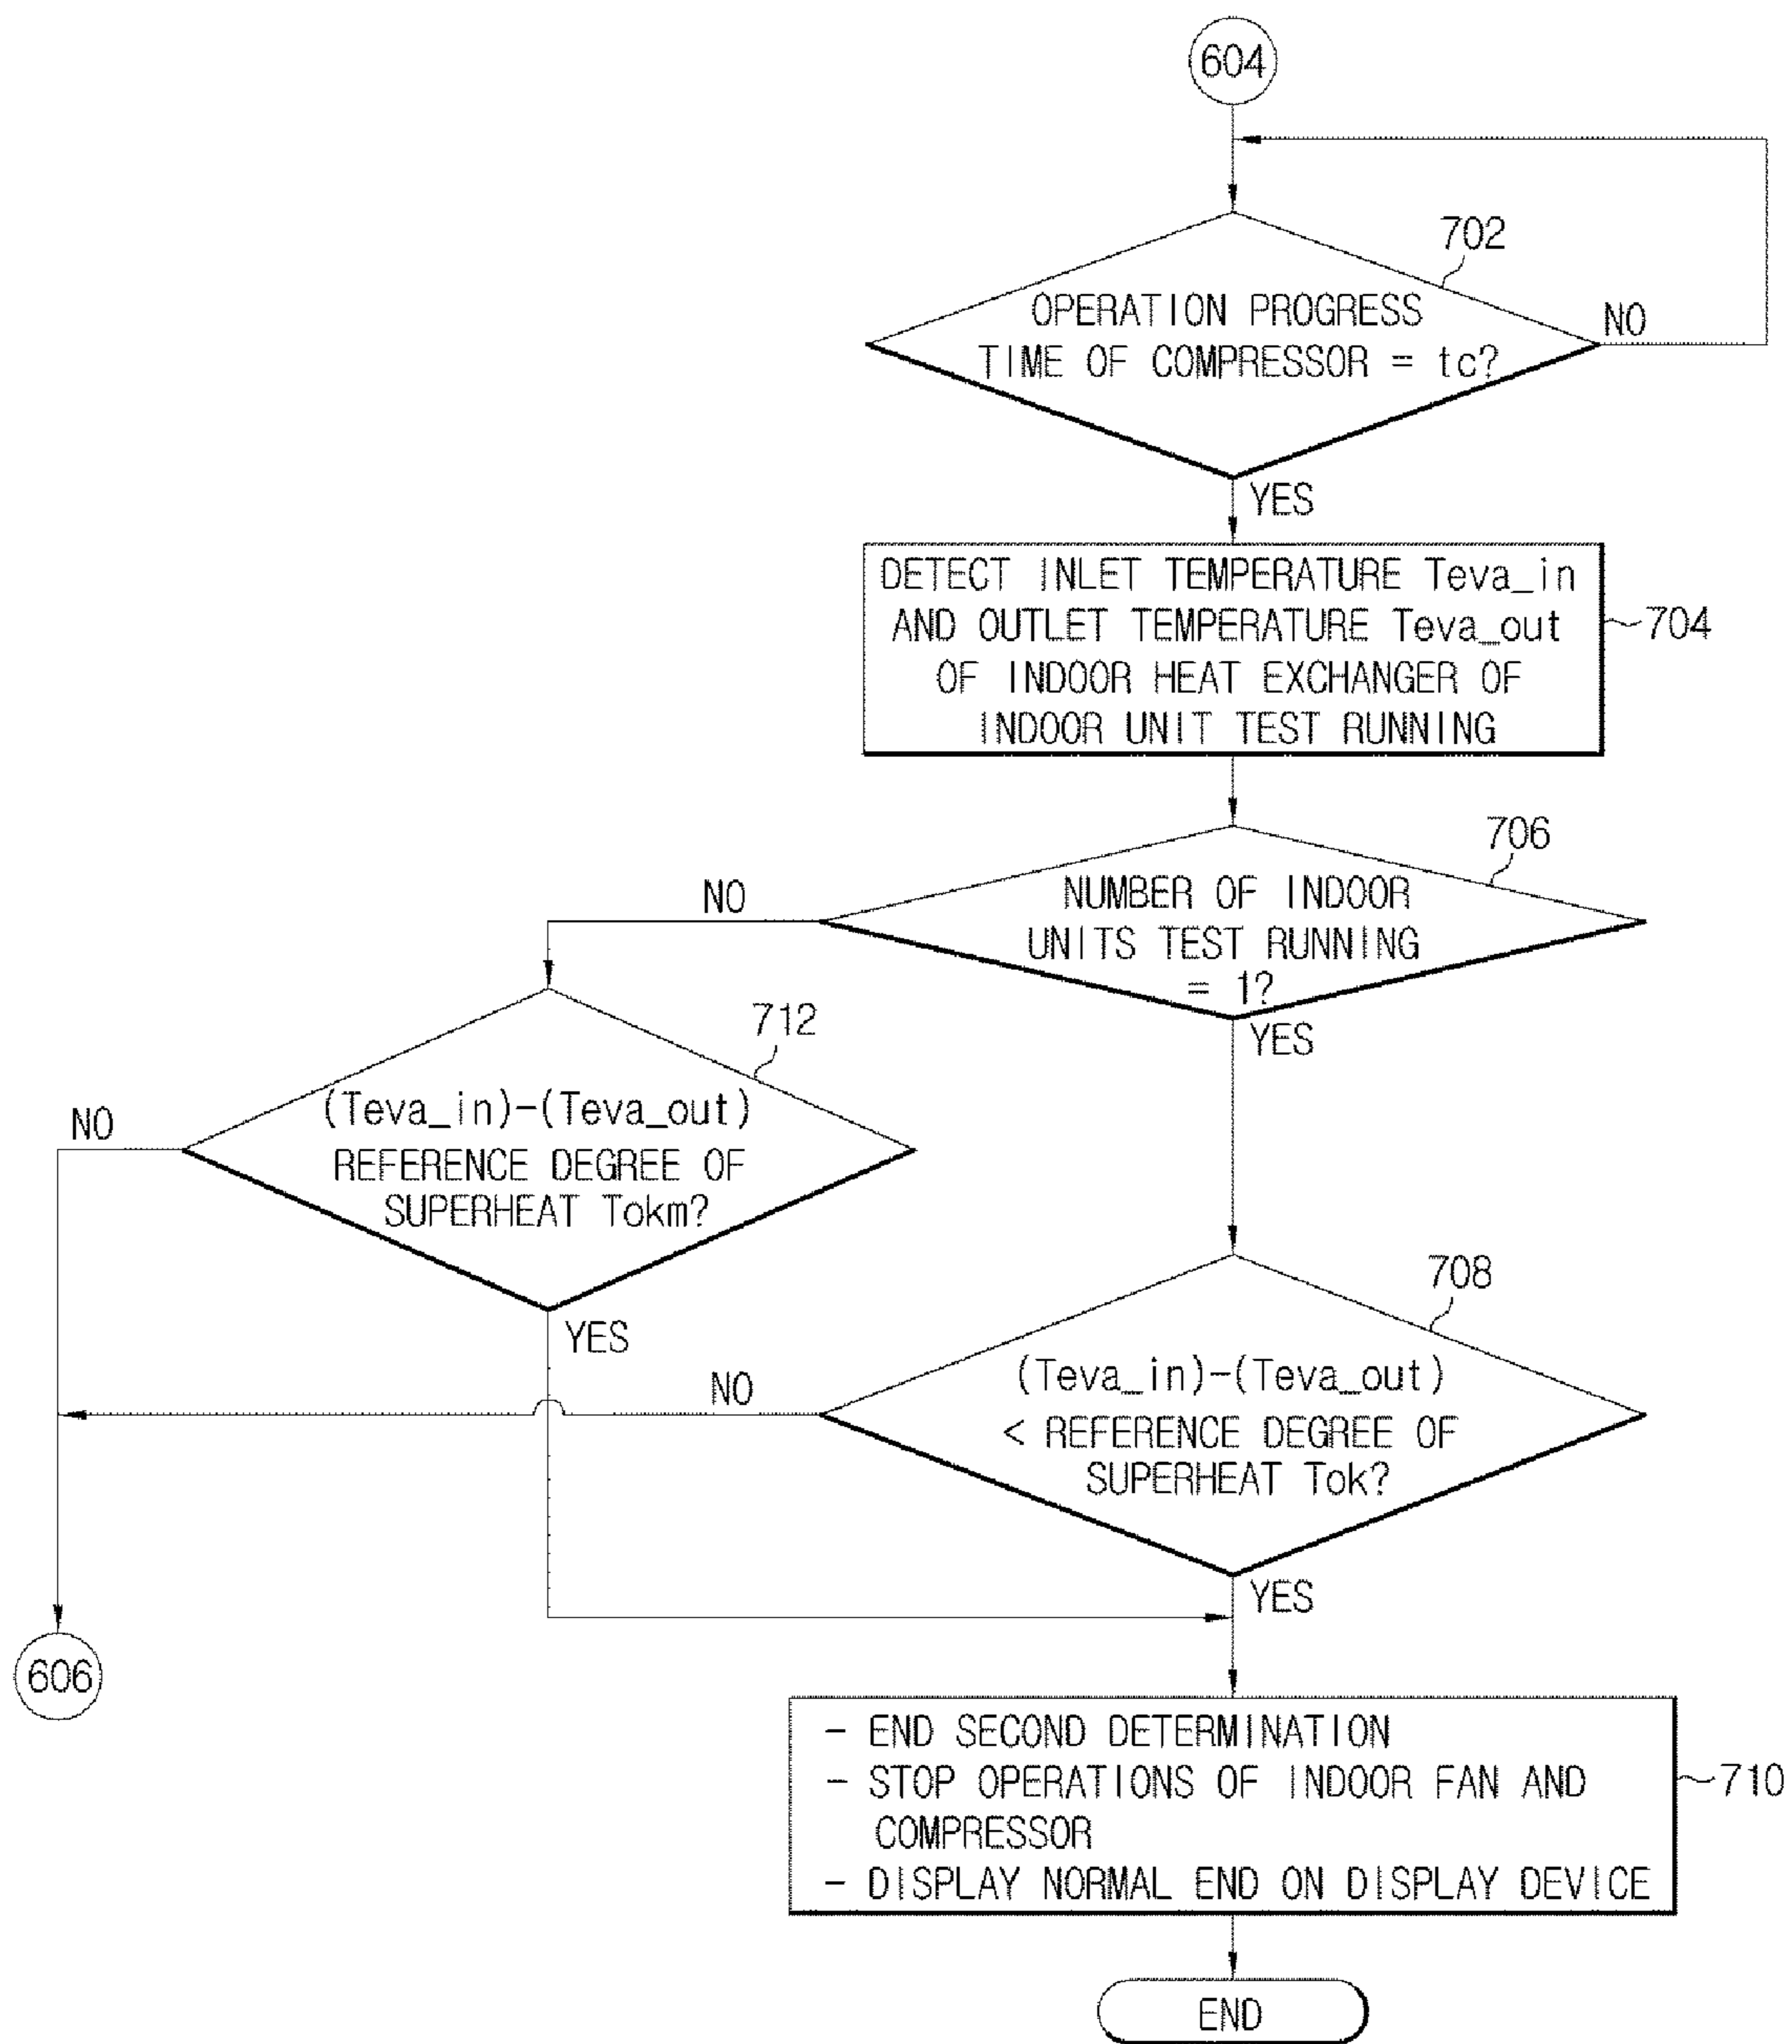 604
702
OPERATION PROGRESS
TIME OF COMPRESSOR = tc?
NO
YES
DETECT INLET TEMPERATURE Teva_in
AND OUTLET TEMPERATURE Teva_out
OF INDOOR HEAT EXCHANGER OF
INDOOR UNIT TEST RUNNING
704
706
NUMBER OF INDOOR
UNITS TEST RUNNING
= 1?
NO
YES
712
(Teva_in)-(Teva_out)
REFERENCE DEGREE OF
SUPERHEAT Tokm?
NO
YES
708
(Teva_in)-(Teva_out)
< REFERENCE DEGREE OF
SUPERHEAT Tok?
NO
YES
606
- END SECOND DETERMINATION
- STOP OPERATIONS OF INDOOR FAN AND
COMPRESSOR
- DISPLAY NORMAL END ON DISPLAY DEVICE
710
END